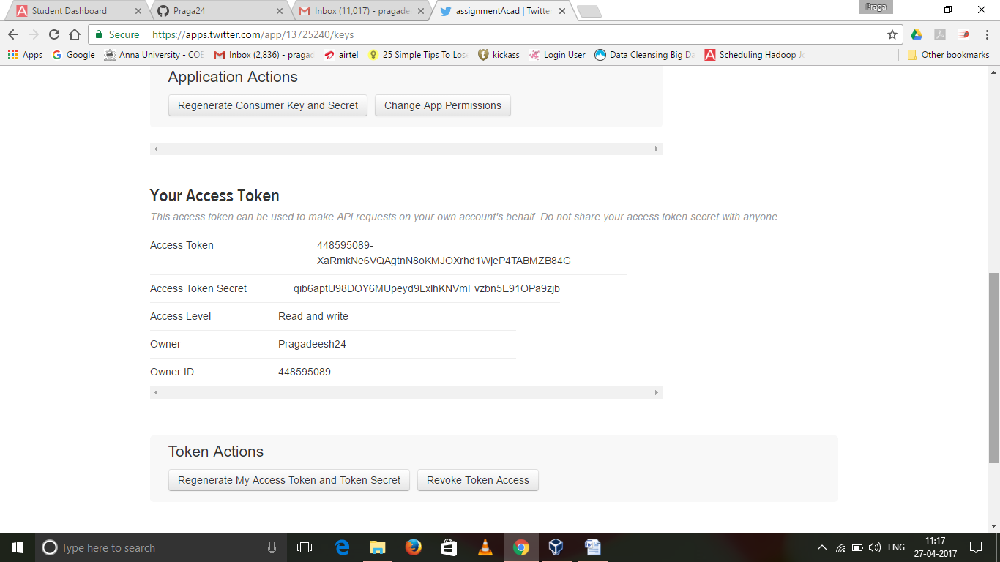 Student Dashboard
Praga24
Inbox (11,017) - pragade
assignmentAcad | Twitter
Praga
Secure
https://apps.twitter.com/app/13725240/keys
Apps
Google
Anna University - COE
Inbox (2,836) - pragac
airtel
25 Simple Tips To Los
kickass
Login User
Data Cleansing Big Da
Scheduling Hadoop Jo
Other bookmarks
Application Actions
Regenerate Consumer Key and Secret
Change App Permissions
Your Access Token
This access token can be used to make API requests on your own account's behalf. Do not share your access token secret with anyone.
Access Token
448595089-
XaRmkNe6VQAgtnN8oKMJOXrhd1WjeP4TABMZB84G
Access Token Secret
Access Level
Read and write
Owner
Pragadeesh24
Owner ID
448595089
Token Actions
Regenerate My Access Token and Token Secret
Revoke Token Access
Type here to search
ENG
11:17
27-04-2017